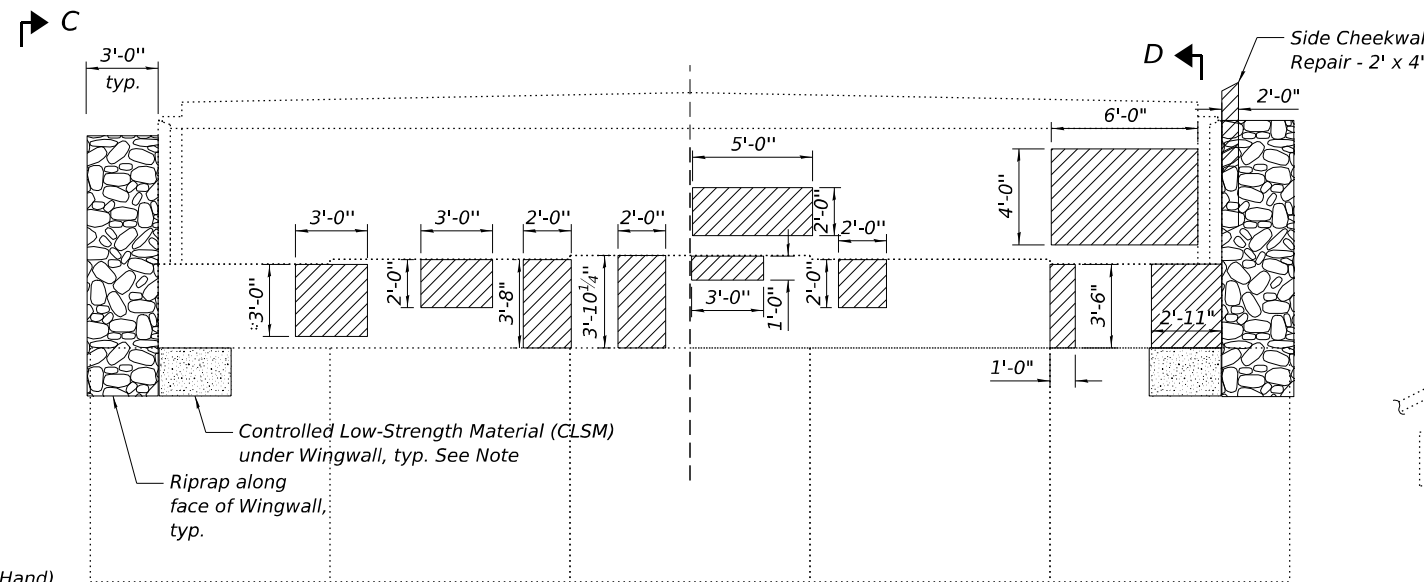 C
3'-0"
typ.
D
Side Cheekwal
Repair - 2' x 4'
2'-0"
6'-0"
5'-0"
4'-0"
2'-0"
3'-0"
3'-0"
2'-0"
2'-0"
2'-0"
3'-0"
2'-0"
3'-8"
3'-10 1/4"
3'-0"
1'-0"
2'-0"
3'-6"
2'-11"
1'-0"
Controlled Low-Strength Material (CLSM)
under Wingwall, typ. See Note
Riprap along
face of Wingwall,
typ.
Hand)